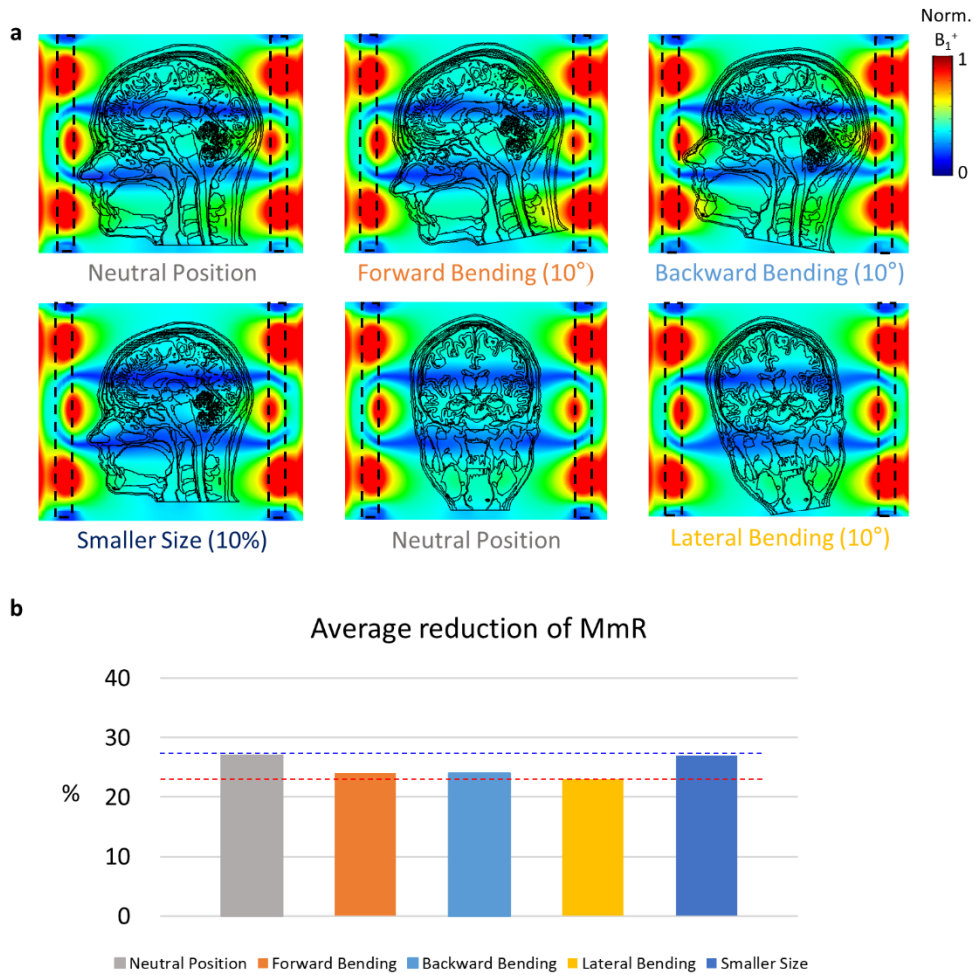 Norm.
B₁⁺
a
1
0
Neutral Position
Forward Bending (10°)
Backward Bending (10°)
Smaller Size (10%)
Neutral Position
Lateral Bending (10°)
b
Average reduction of MmR
40
30
%
20
10
0
Neutral Position Forward Bending Backward Bending Lateral Bending Smaller Size